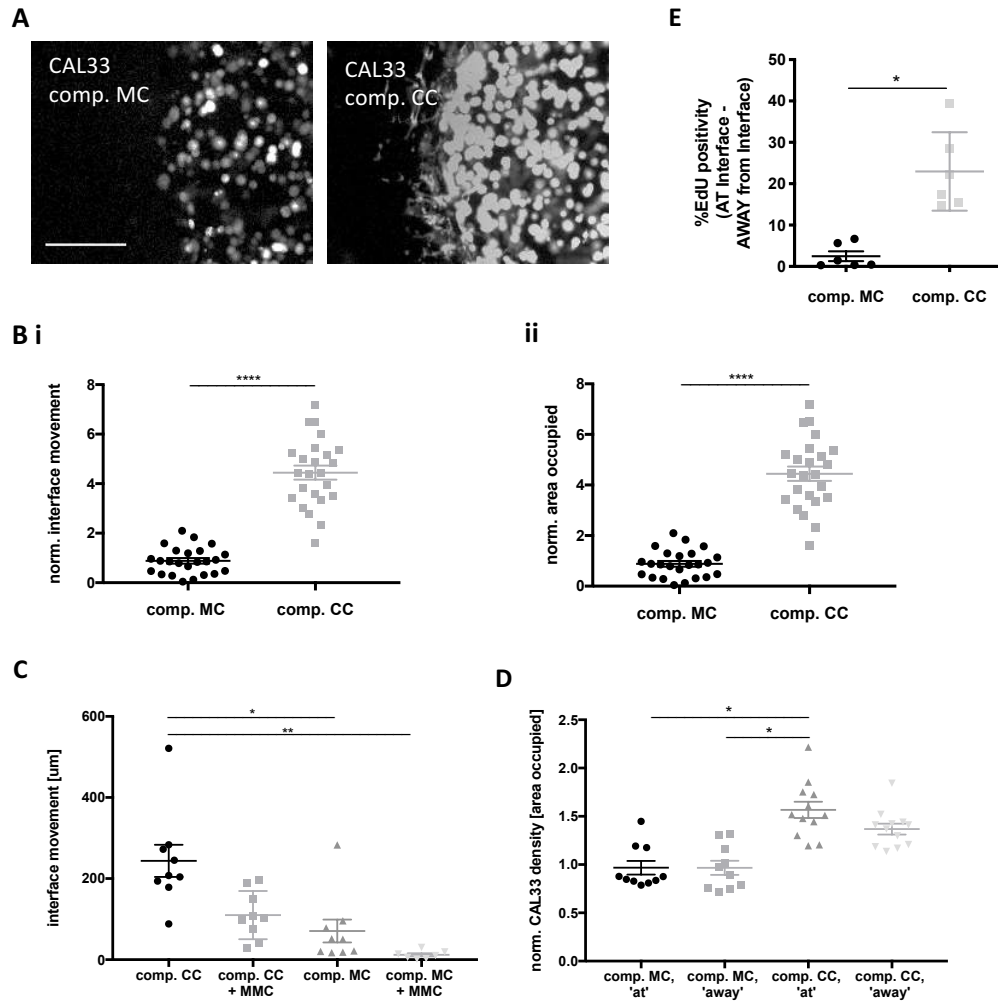 A
CAL33
comp. MC
CAL33
comp. CC
E
%EdU positivity
(AT Interface -
AWAY from Interface)
50
40
30
20
10
0
*
comp. MC
comp. CC
B i
norm. interface movement
8
6
4
2
0
****
comp. MC
comp. CC
ii
norm. area occupied
8
6
4
2
0
****
comp. MC
comp. CC
C
interface movement [um]
600
400
200
0
*
**
comp. CC
comp. CC
+ MMC
comp. MC
comp. MC
+ MMC
D
norm. CAL33 density [area occupied]
2.5
2.0
1.5
1.0
0.5
0.0
*
*
comp. MC,
'at'
comp. MC,
'away'
comp. CC,
'at'
comp. CC,
'away'